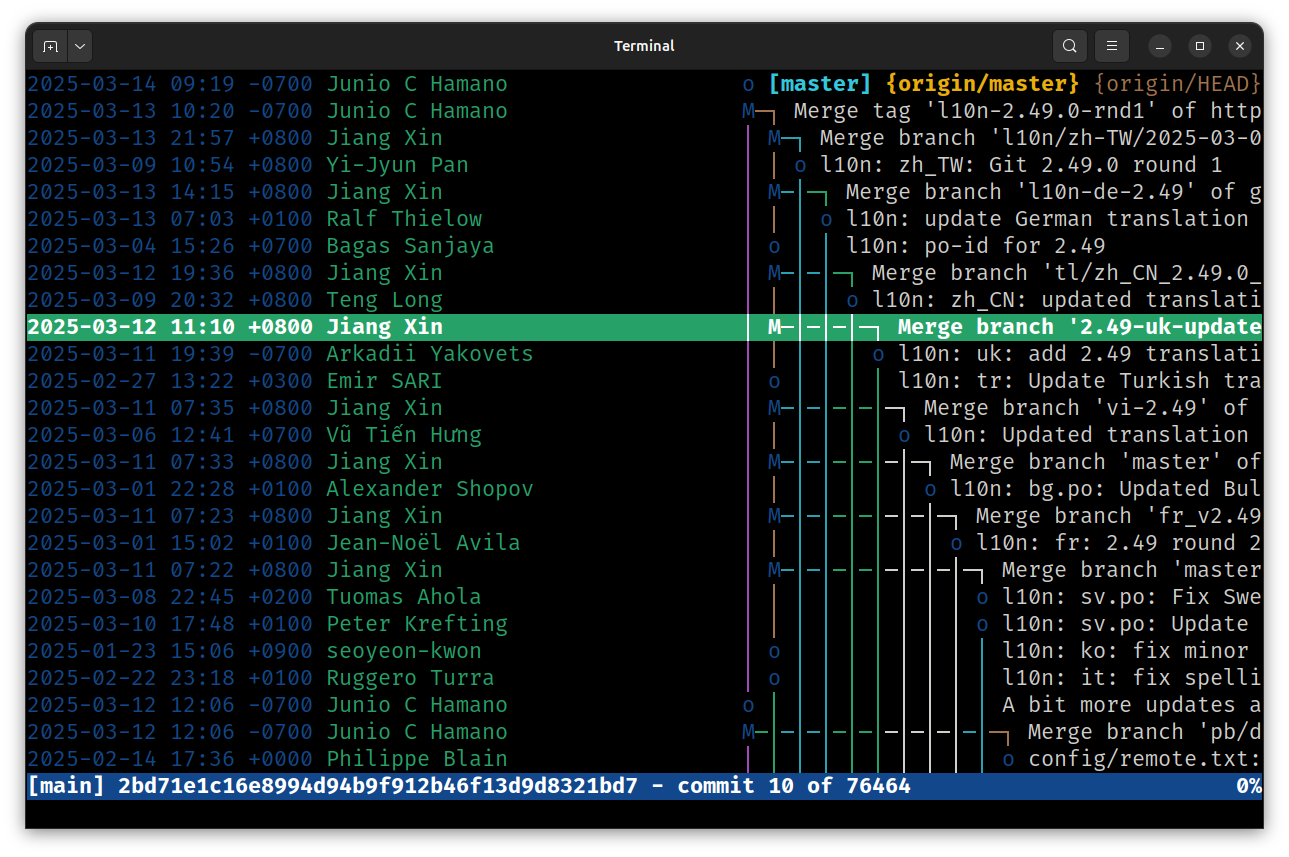 Terminal
2025-03-14 09:19 -0700 Junio C Hamano o [master] {origin/master} {origin/HEAD}
2025-03-13 10:20 -0700 Junio C Hamano M─┐ Merge tag 'l10n-2.49.0-rnd1' of http
2025-03-13 21:57 +0800 Jiang Xin │ M─┐ Merge branch 'l10n/zh-TW/2025-03-0
2025-03-09 10:54 +0800 Yi-Jyun Pan │ │ o l10n: zh_TW: Git 2.49.0 round 1
2025-03-13 14:15 +0800 Jiang Xin │ M─│─┐ Merge branch 'l10n-de-2.49' of g
2025-03-13 07:03 +0100 Ralf Thielow │ │ │ o l10n: update German translation
2025-03-04 15:26 +0700 Bagas Sanjaya │ o │ │ l10n: po-id for 2.49
2025-03-12 19:36 +0800 Jiang Xin │ M─│─│─┐ Merge branch 'tl/zh_CN_2.49.0_
2025-03-09 20:32 +0800 Teng Long │ │ │ │ o l10n: zh_CN: updated translati
2025-03-12 11:10 +0800 Jiang Xin │ M─│─│─│─┐ Merge branch '2.49-uk-update
2025-03-11 19:39 -0700 Arkadii Yakovets │ │ │ │ │ o l10n: uk: add 2.49 translati
2025-02-27 13:22 +0300 Emir SARI │ o │ │ │ │ l10n: tr: Update Turkish tra
2025-03-11 07:35 +0800 Jiang Xin │ M─│─│─│─│─┐ Merge branch 'vi-2.49' of
2025-03-06 12:41 +0700 Vũ Tiến Hưng │ │ │ │ │ │ o l10n: Updated translation
2025-03-11 07:33 +0800 Jiang Xin │ M─│─│─│─│─│─┐ Merge branch 'master' of
2025-03-01 22:28 +0100 Alexander Shopov │ │ │ │ │ │ │ o l10n: bg.po: Updated Bul
2025-03-11 07:23 +0800 Jiang Xin │ M─│─│─│─│─│─│─┐ Merge branch 'fr_v2.49
2025-03-01 15:02 +0100 Jean-Noël Avila │ │ │ │ │ │ │ │ o l10n: fr: 2.49 round 2
2025-03-11 07:22 +0800 Jiang Xin │ M─│─│─│─│─│─│─│─┐ Merge branch 'master
2025-03-08 22:45 +0200 Tuomas Ahola │ │ │ │ │ │ │ │ │ o l10n: sv.po: Fix Swe
2025-03-10 17:48 +0100 Peter Krefting │ │ │ │ │ │ │ │ │ o l10n: sv.po: Update
2025-01-23 15:06 +0900 seoyeon-kwon │ o │ │ │ │ │ │ │ │ l10n: ko: fix minor
2025-02-22 23:18 +0100 Ruggero Turra │ o │ │ │ │ │ │ │ │ l10n: it: fix spelli
2025-03-12 12:06 -0700 Junio C Hamano o │ │ │ │ │ │ │ │ │ A bit more updates a
2025-03-12 12:06 -0700 Junio C Hamano M─│─│─│─│─│─│─│─│─│─┐ Merge branch 'pb/d
2025-02-14 17:36 +0000 Philippe Blain │ │ │ │ │ │ │ │ │ │ o config/remote.txt:
[main] 2bd71e1c16e8994d94b9f912b46f13d9d8321bd7 - commit 10 of 76464 0%